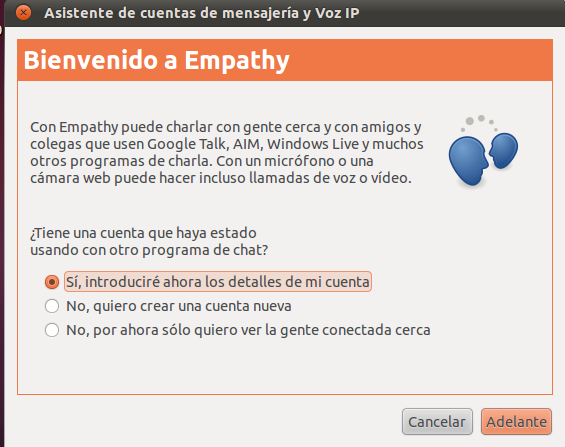 Asistente de cuentas de mensajería y Voz IP
Bienvenido a Empathy
Con Empathy puede charlar con gente cerca y con amigos y
colegas que usen Google Talk, AIM, Windows Live y muchos
otros programas de charla. Con un micrófono o una
cámara web puede hacer incluso llamadas de voz o vídeo.
¿Tiene una cuenta que haya estado
usando con otro programa de chat?
Sí, introduciré ahora los detalles de mi cuenta
No, quiero crear una cuenta nueva
No, por ahora sólo quiero ver la gente conectada cerca
Cancelar
Adelante